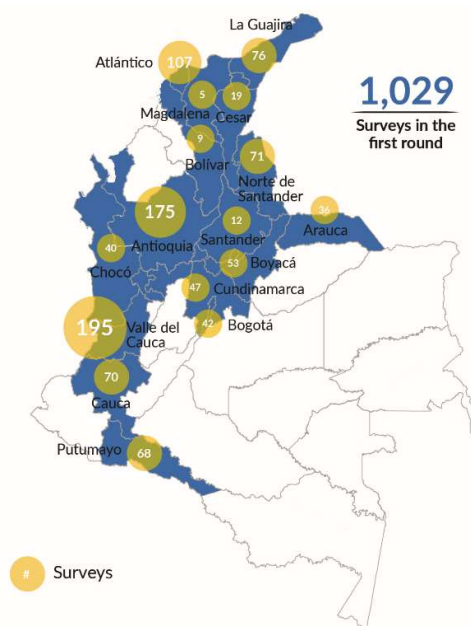 La Guajira
76
Atlántico
107
1,029
Surveys in the
first round
5
19
Magdalena
Cesar
9
Bolívar
71
Norte de
Santander
175
Antioquia
12
Santander
36
Arauca
40
Chocó
53
Boyacá
47
Cundinamarca
42
Bogotá
195
Valle del
Cauca
70
Cauca
Putumayo
68
#
Surveys